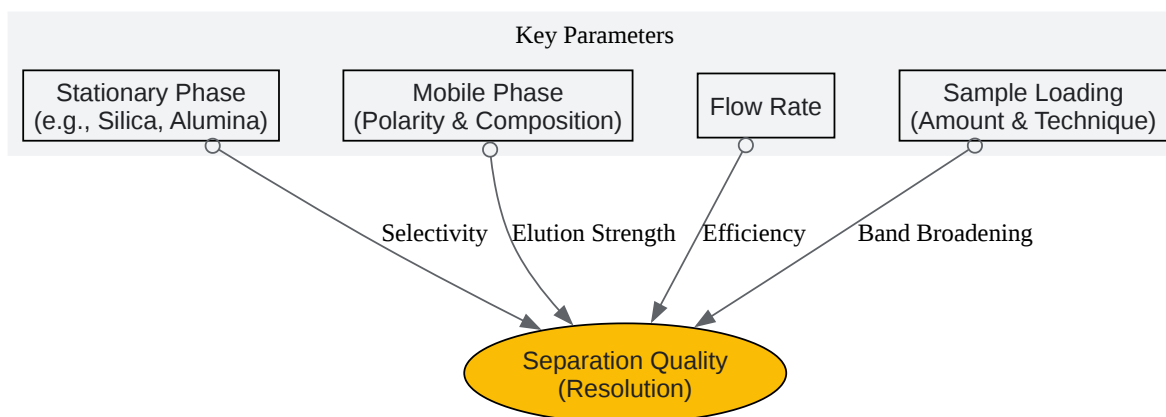 Key Parameters
Stationary Phase
(e.g., Silica, Alumina)
Mobile Phase
(Polarity & Composition)
Flow Rate
Sample Loading
(Amount & Technique)
Selectivity
Elution Strength
Efficiency
Band Broadening
Separation Quality
(Resolution)